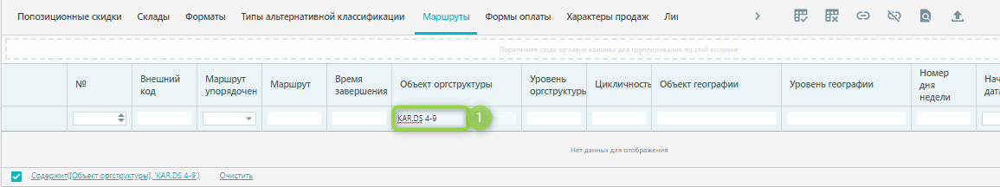 Попозиционные скидки Склады Форматы Типы альтернативной классификации Маршруты Формы оплаты Характеры продаж Ли
Перетяните сюда заглавие колонки для группирования по этой колонке
№ Внешний код Маршрут упорядочен Маршрут Время завершения Объект оргструктуры Уровень оргструктуры Цикличность Объект географии Уровень географии Номер дня недели Нач дата
KAR.DS 4-9 1
Нет данных для отображения
Содержит([Объект оргструктуры], 'KAR.DS 4-9') Очистить